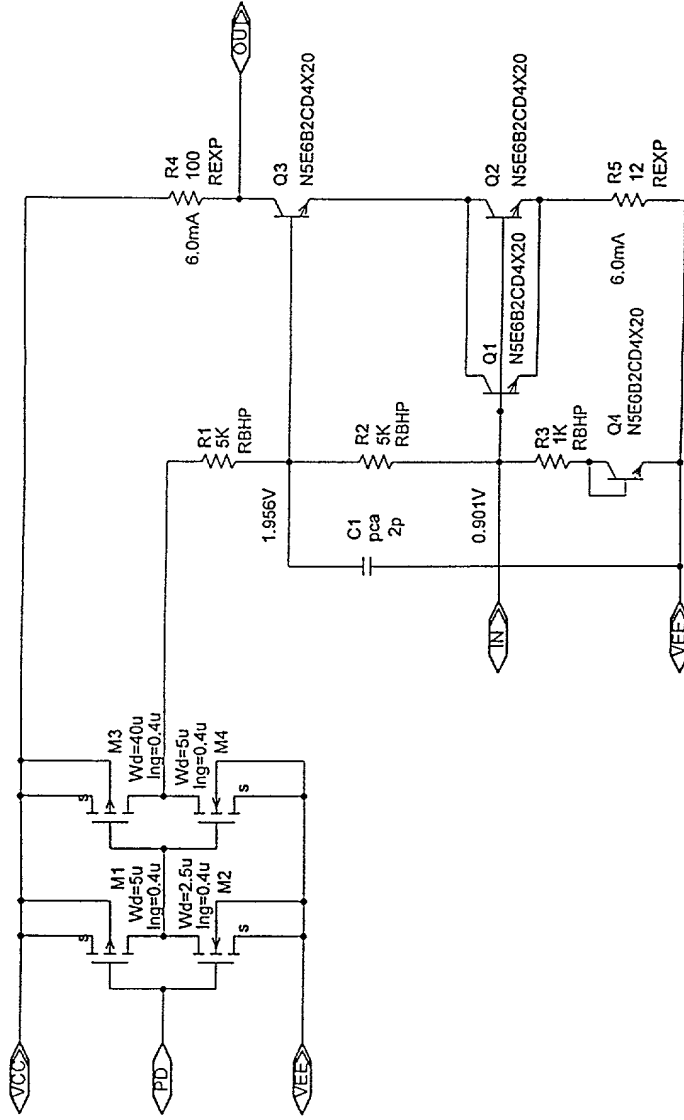 VCC
PD
VEE
s
M1
Wd=5u
lng=0.4u
Wd=2.5u
lng=0.4u
M2
s
s
M3
Wd=40u
lng=0.4u
Wd=5u
lng=0.4u
M4
s
R1
5K
RBHP
1.956V
C1
pca
2p
R2
5K
RBHP
0.901V
IN
R3
1K
RBHP
Q4
N5E6B2CD4X20
VEE
R4
100
REXP
6.0mA
OUT
Q3
N5E6B2CD4X20
Q1
N5E6B2CD4X20
Q2
N5E6B2CD4X20
R5
12
REXP
6.0mA